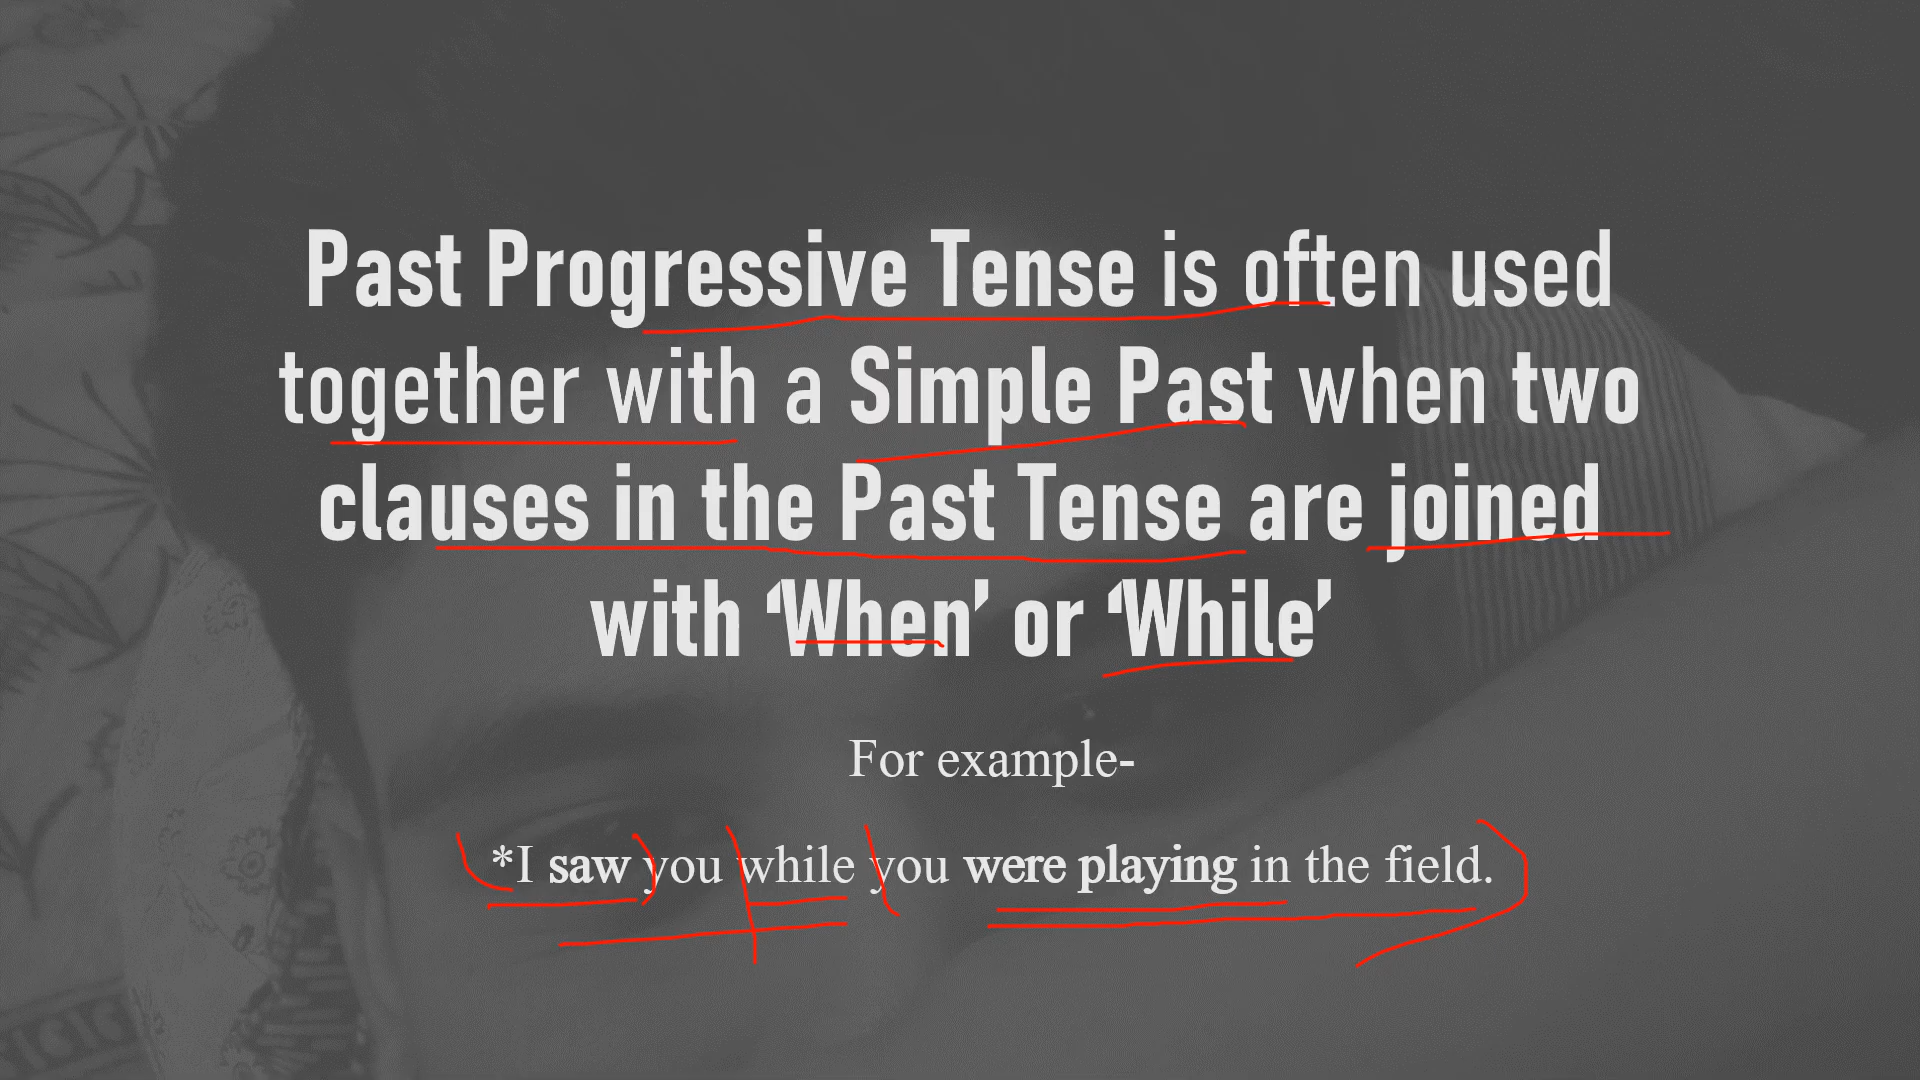 Past Progressive Tense is often used
together with a Simple Past when two
clauses in the Past Tense are joined
with ‘When’ or ‘While’
For example-
*I saw you while you were playing in the field.